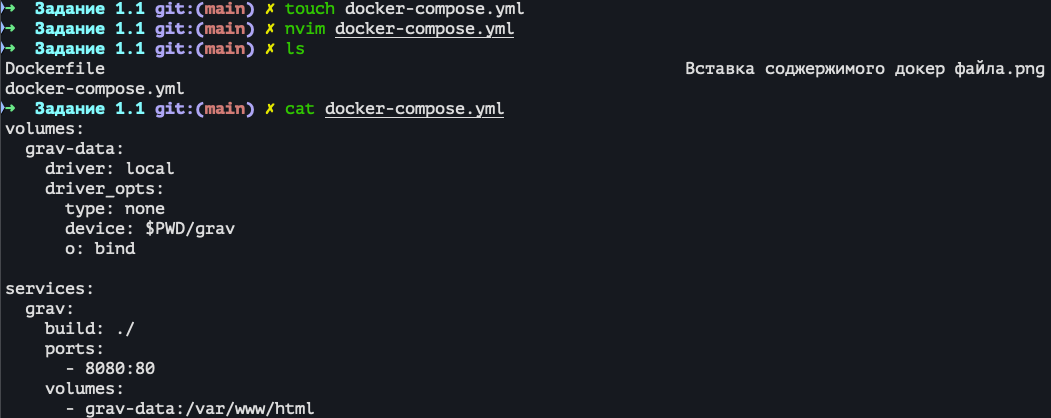 ➜  Задание 1.1 git:(main) ✗ touch docker-compose.yml
➜  Задание 1.1 git:(main) ✗ nvim docker-compose.yml
➜  Задание 1.1 git:(main) ✗ ls
Dockerfile Вставка соджержимого докер файла.png
docker-compose.yml
➜  Задание 1.1 git:(main) ✗ cat docker-compose.yml
volumes:
  grav-data:
    driver: local
    driver_opts:
      type: none
      device: $PWD/grav
      o: bind

services:
  grav:
    build: ./
    ports:
      - 8080:80
    volumes:
      - grav-data:/var/www/html